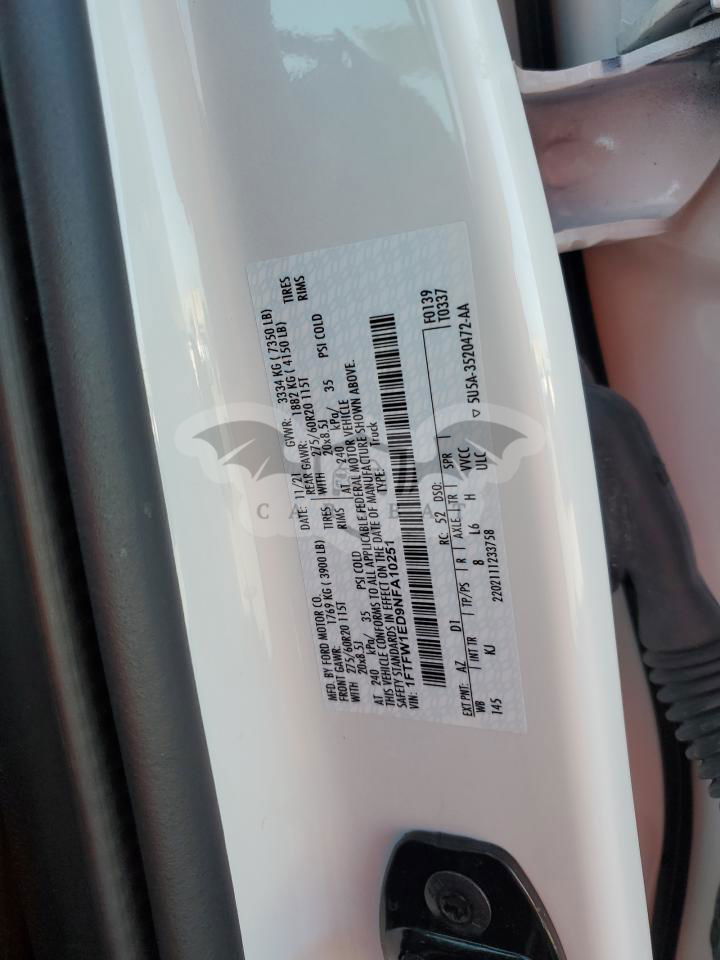 MFD. BY FORD MOTOR CO.
DATE: 11/21 GVWR: 3334 KG ( 7350 LB)
FRONT GAWR: 1769 KG ( 3900 LB) REAR GAWR: 1882 KG ( 4150 LB)
WITH 275/60R20 115T TIRES WITH 275/60R20 115T TIRES
20x8.5J RIMS 20x8.5J RIMS
AT 240 kPa/ 35 PSI COLD AT 240 kPa/ 35 PSI COLD
THIS VEHICLE CONFORMS TO ALL APPLICABLE FEDERAL MOTOR VEHICLE
SAFETY STANDARDS IN EFFECT ON THE DATE OF MANUFACTURE SHOWN ABOVE.
VIN: 1FTFW1ED9NFA10251 TYPE: Truck
F0139
T0337
EXT PNT: AZ D1 RC: 52 DSO:
WB INT TR TP/PS R AXLE TR SPR
145 KJ 8 L6 H VVCC
ULC
2202111233758 ▽ 5U5A-3520472-AA